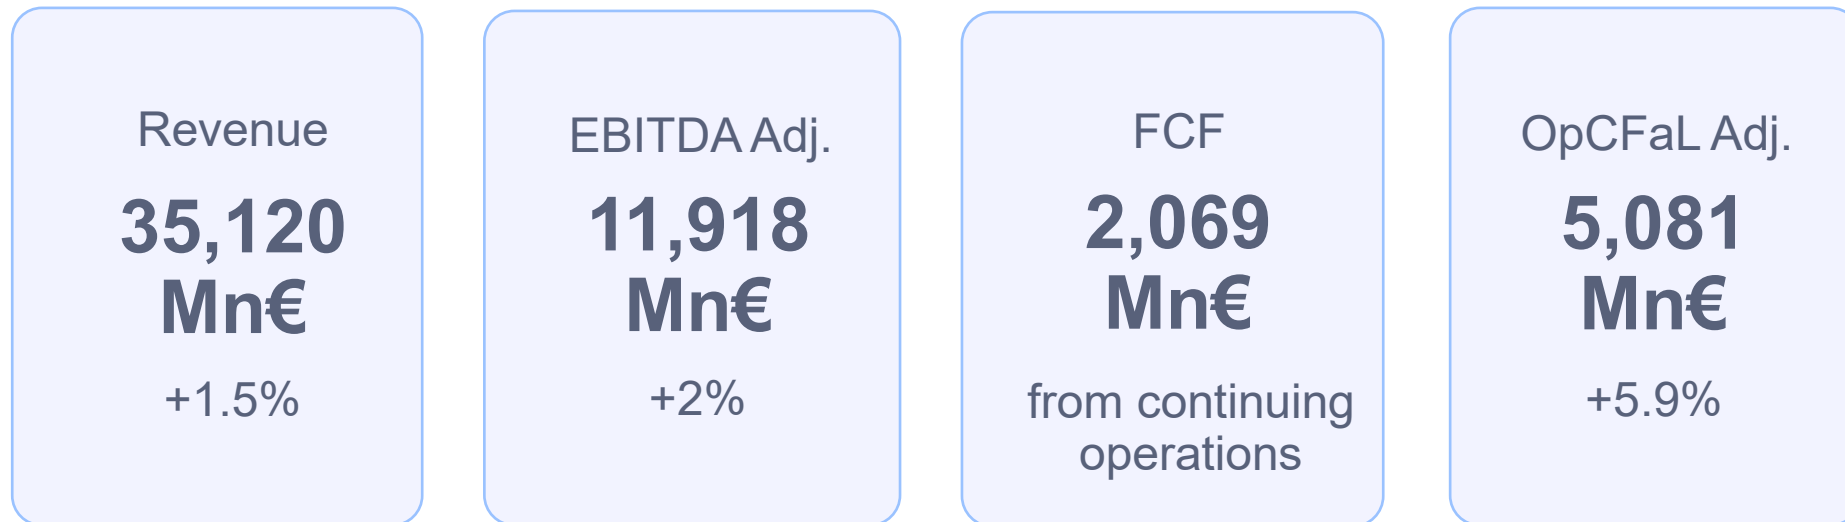 Revenue
35,120
Mn€
+1.5%
EBITDA Adj.
11,918
Mn€
+2%
FCF
2,069
Mn€
from continuing
operations
OpCFaL Adj.
5,081
Mn€
+5.9%